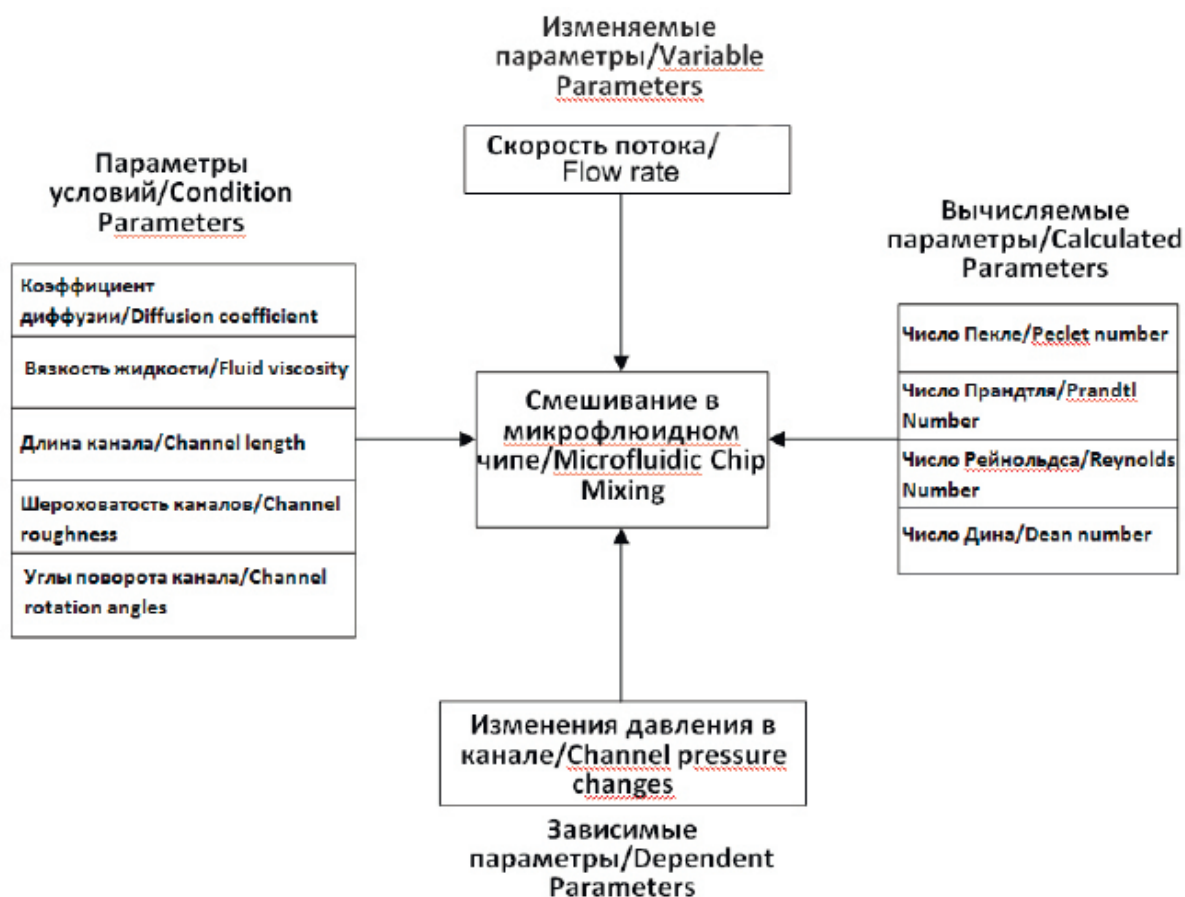 Изменяемые
параметры/Variable
Parameters
Скорость потока/
Flow rate
Параметры
условий/Condition
Parameters
Коэффициент
диффузии/Diffusion coefficient
Вязкость жидкости/Fluid viscosity
Длина канала/Channel length
Шероховатость каналов/Channel
roughness
Углы поворота канала/Channel
rotation angles
Смешивание в
микрофлюидном
чипе/Microfluidic Chip
Mixing
Вычисляемые
параметры/Calculated
Parameters
Число Пекле/Peclet number
Число Прандтля/Prandtl
Number
Число Рейнольдса/Reynolds
Number
Число Дина/Dean number
Изменения давления в
канале/Channel pressure
changes
Зависимые
параметры/Dependent
Parameters